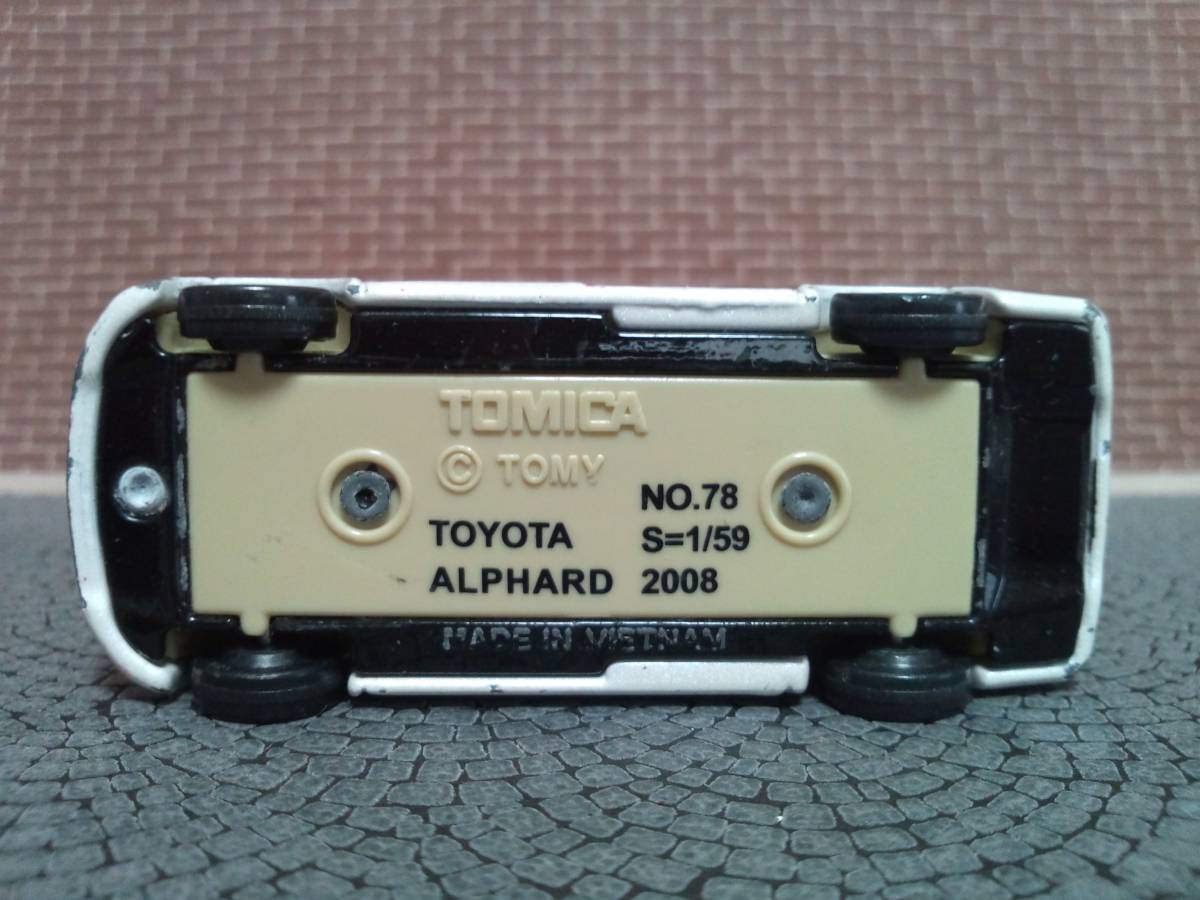 TOMICA
© TOMY
TOYOTA
ALPHARD
NO.78
S=1/59
2008
MADE IN VIETNAM